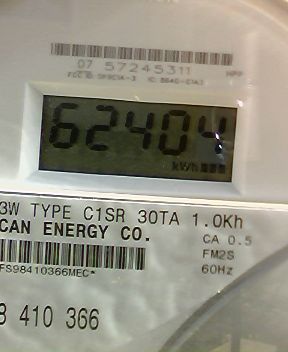 07 57245311
62404
kWh
3W TYPE C1SR 30TA 1.0Kh
CAN ENERGY CO.
CA 0.5
FM2S
60Hz
FS98410366MEC*
8 410 366